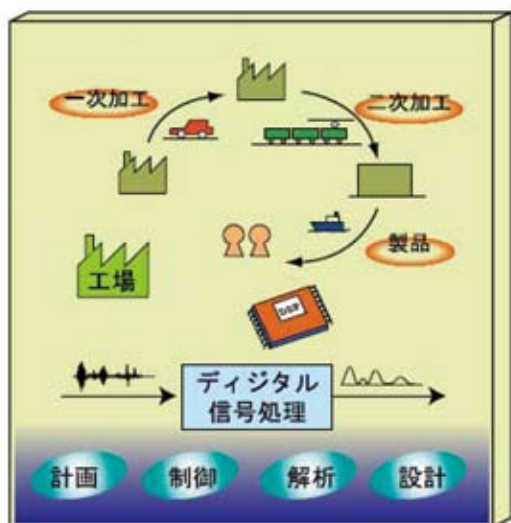 一次加工
二次加工
製品
工場
DSP
ディジタル
信号処理
計画
制御
解析
設計